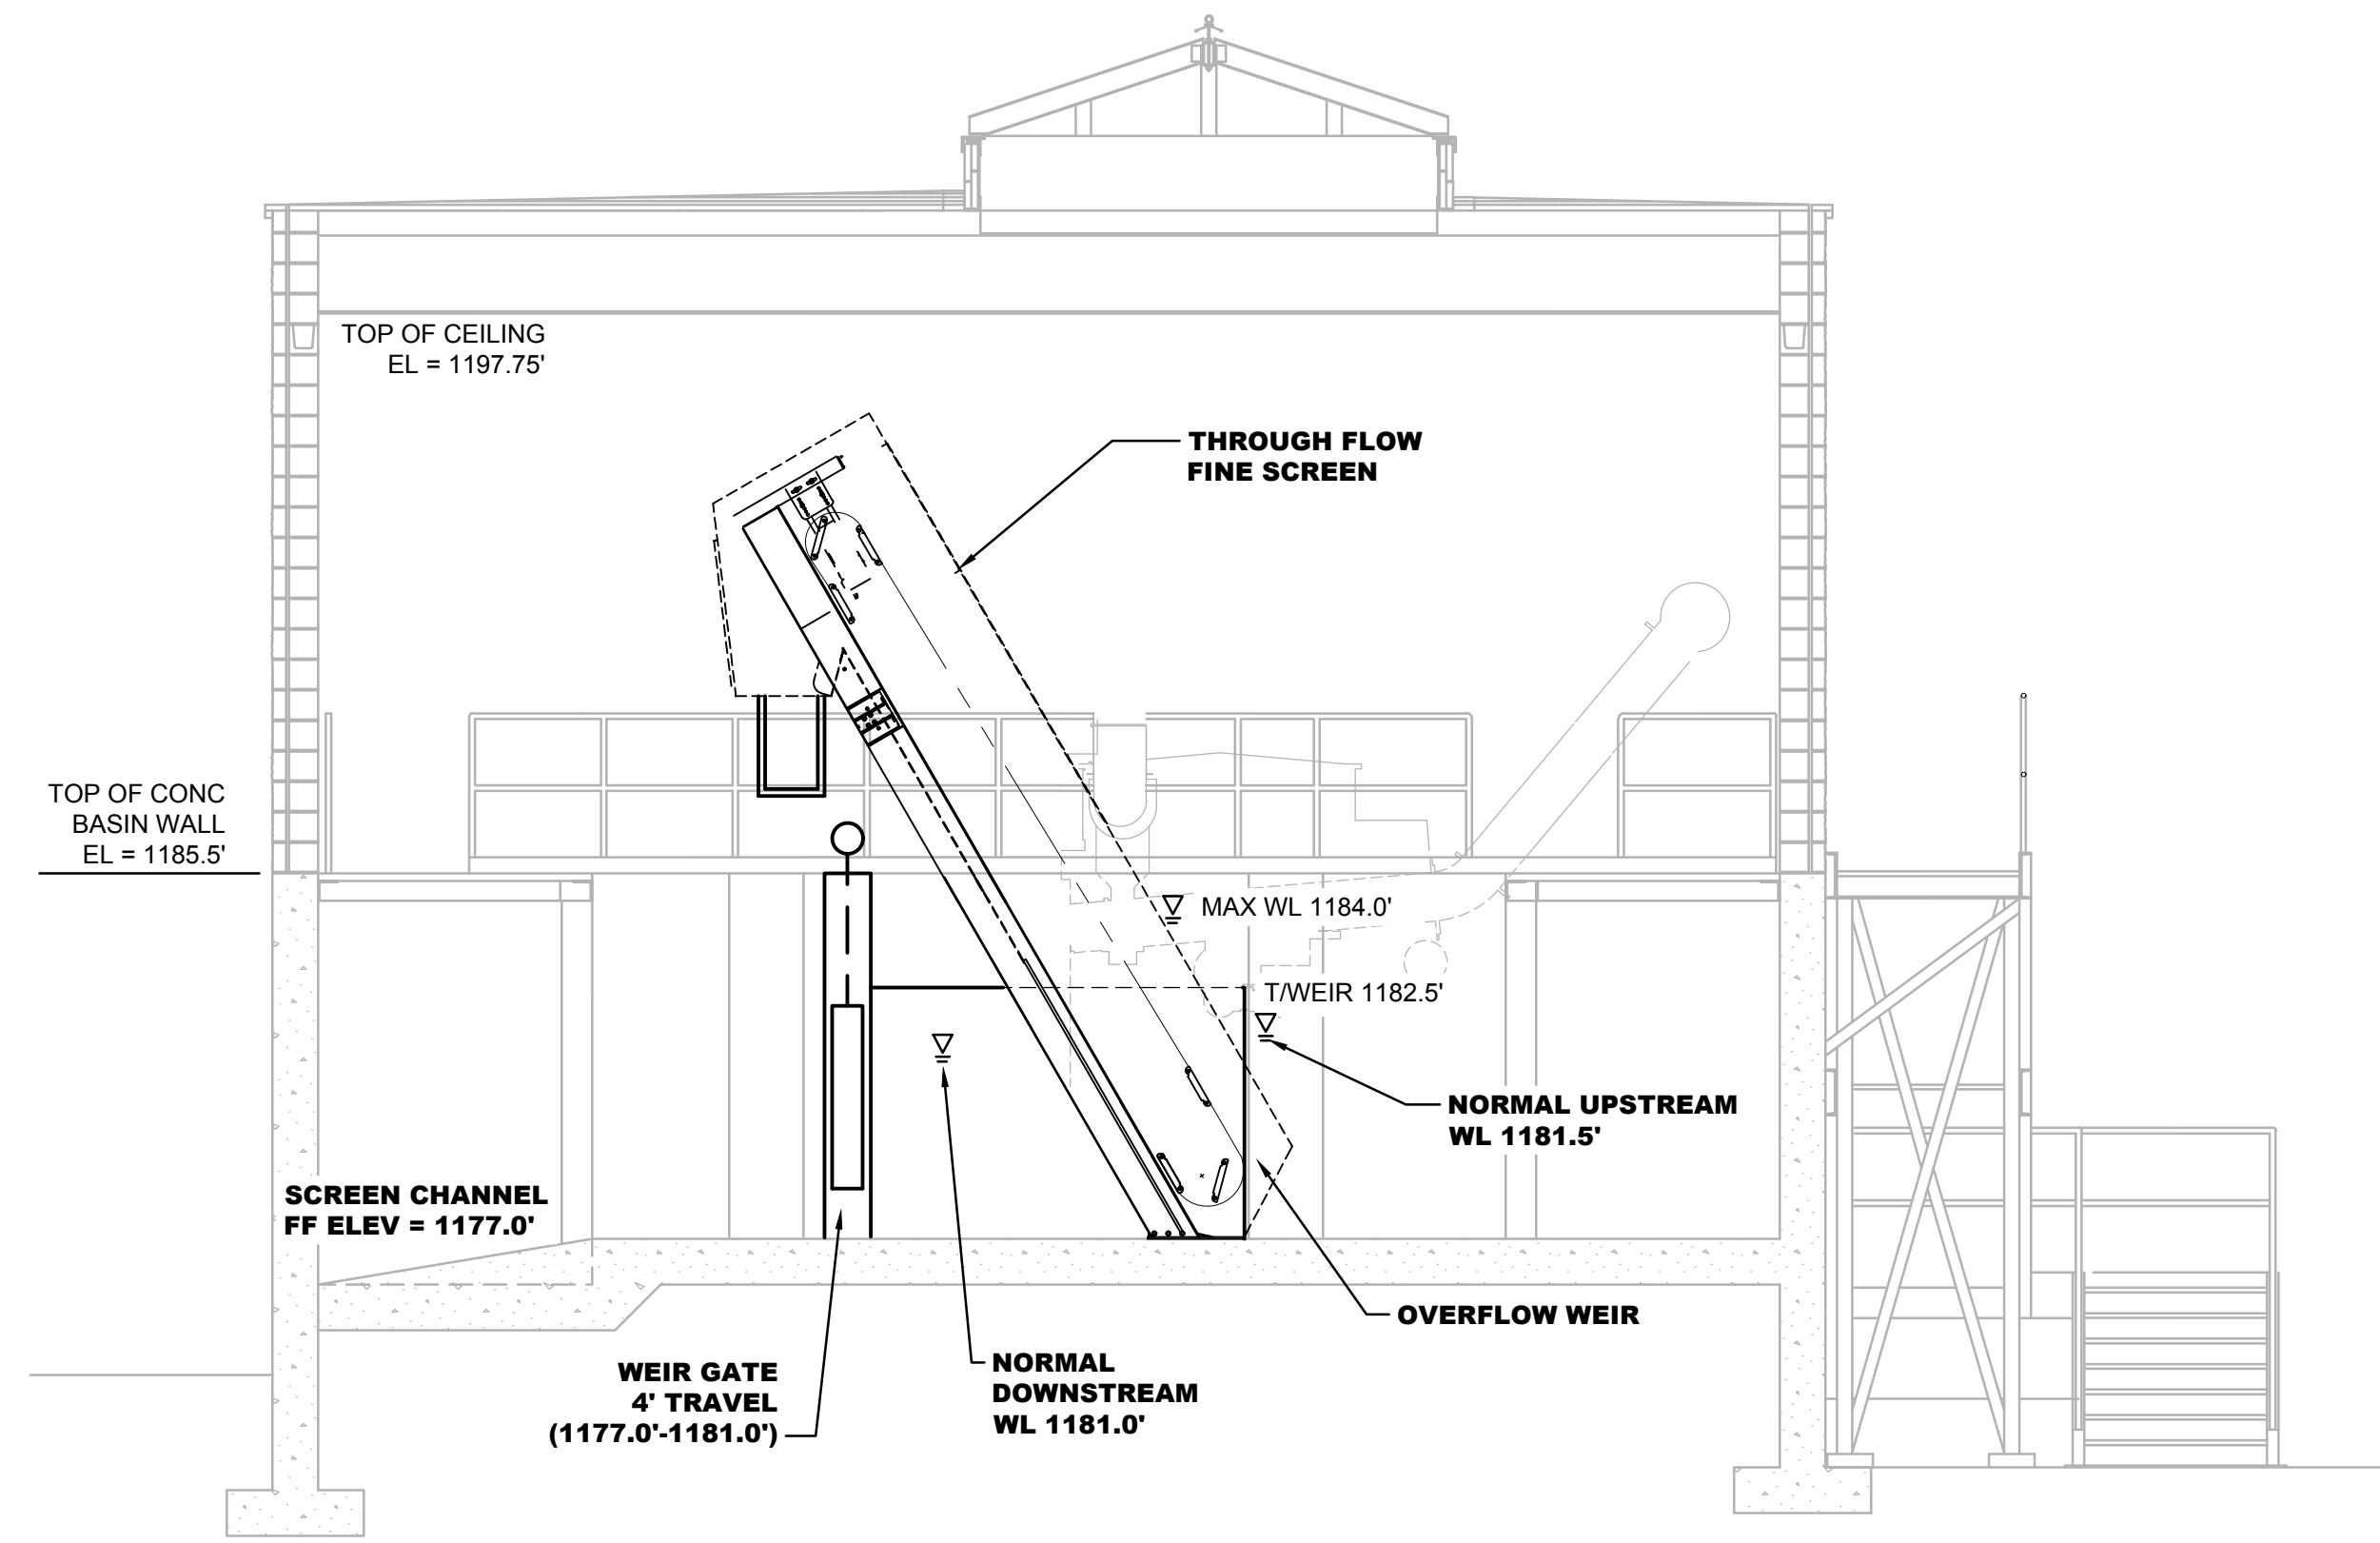 TOP OF CEILING
EL = 1197.75'
THROUGH FLOW
FINE SCREEN
TOP OF CONC
BASIN WALL
EL = 1185.5'
MAX WL 1184.0'
T/WEIR 1182.5'
NORMAL UPSTREAM
WL 1181.5'
SCREEN CHANNEL
FF ELEV = 1177.0'
OVERFLOW WEIR
WEIR GATE
4' TRAVEL
(1177.0'-1181.0')
NORMAL
DOWNSTREAM
WL 1181.0'